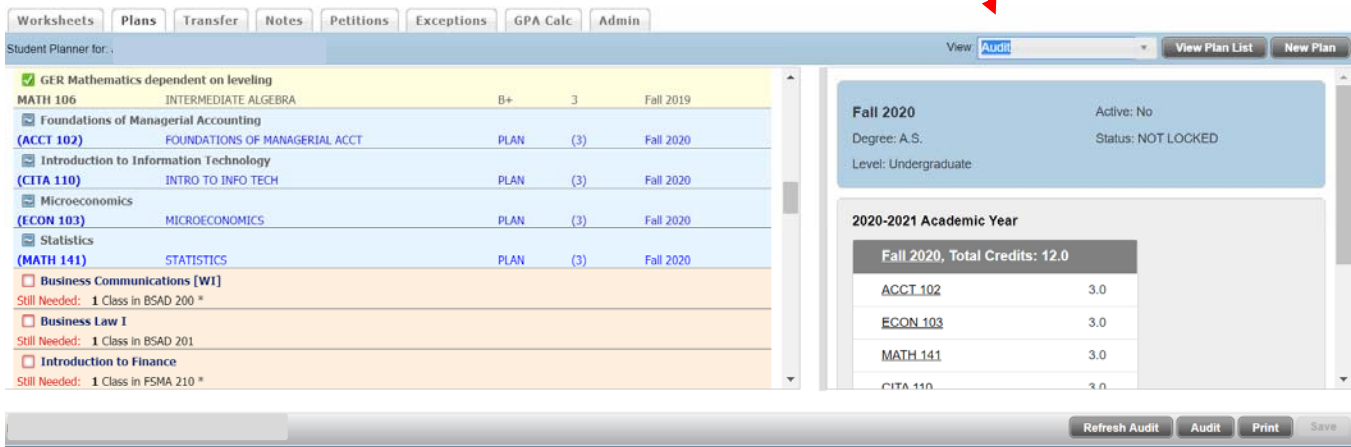 Worksheets Plans Transfer Notes Petitions Exceptions GPA Calc Admin
Student Planner for:
View: Audit View Plan List New Plan
GER Mathematics dependent on leveling
MATH 106 INTERMEDIATE ALGEBRA B+ 3 Fall 2019
Foundations of Managerial Accounting
(ACCT 102) FOUNDATIONS OF MANAGERIAL ACCT PLAN (3) Fall 2020
Introduction to Information Technology
(CITA 110) INTRO TO INFO TECH PLAN (3) Fall 2020
Microeconomics
(ECON 103) MICROECONOMICS PLAN (3) Fall 2020
Statistics
(MATH 141) STATISTICS PLAN (3) Fall 2020
Business Communications [WI]
Still Needed: 1 Class in BSAD 200 *
Business Law I
Still Needed: 1 Class in BSAD 201
Introduction to Finance
Still Needed: 1 Class in FSMA 210 *
Fall 2020 Active: No
Degree: A.S. Status: NOT LOCKED
Level: Undergraduate
2020-2021 Academic Year
Fall 2020, Total Credits: 12.0
ACCT 102 3.0
ECON 103 3.0
MATH 141 3.0
CITA 110 3.0
Refresh Audit Audit Print Save